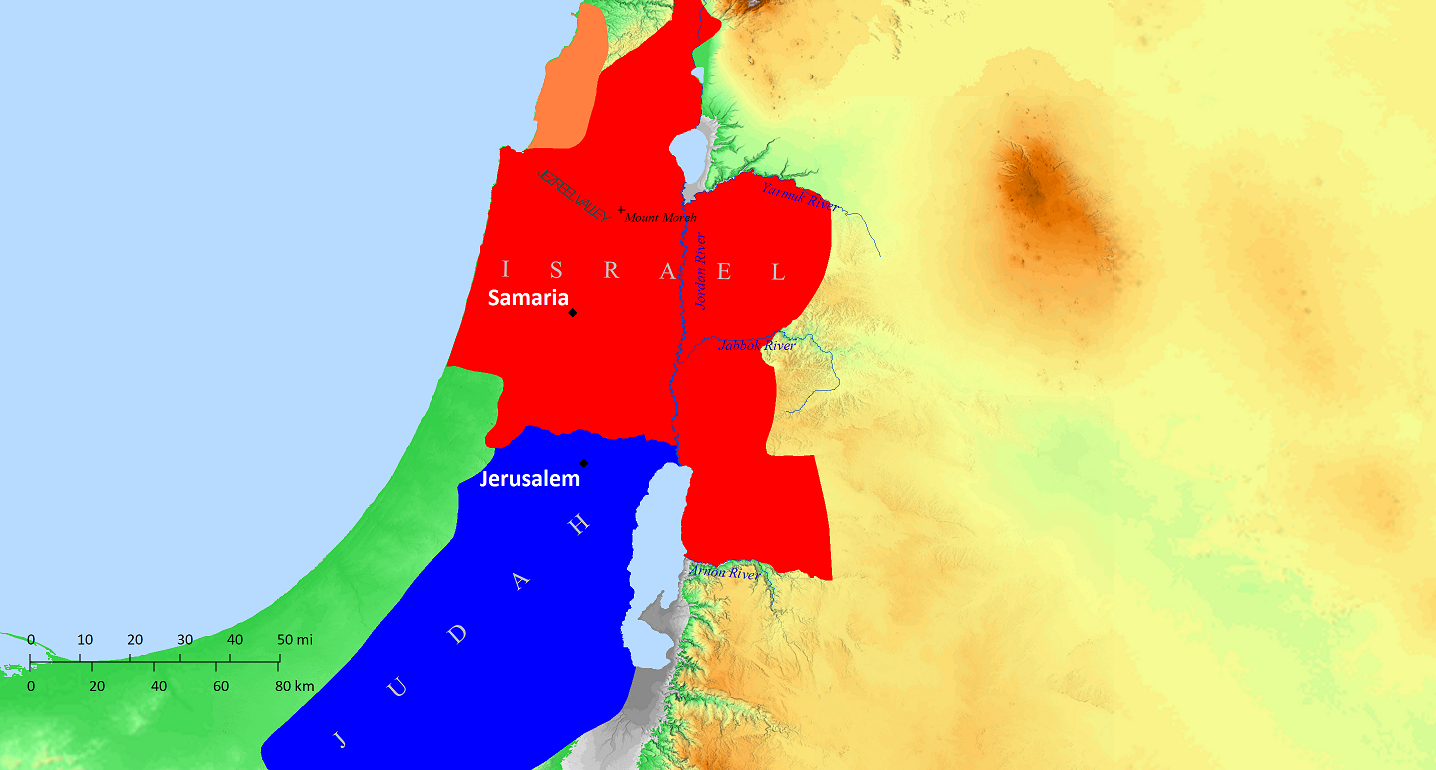 JEZREEL VALLEY
Yarmuk River
Mount Moreh
Jordan River
I S R A E L
Samaria
Jabbok River
Jerusalem
J U D A H
Arnon River
0 10 20 30 40 50 mi
0 20 40 60 80 km